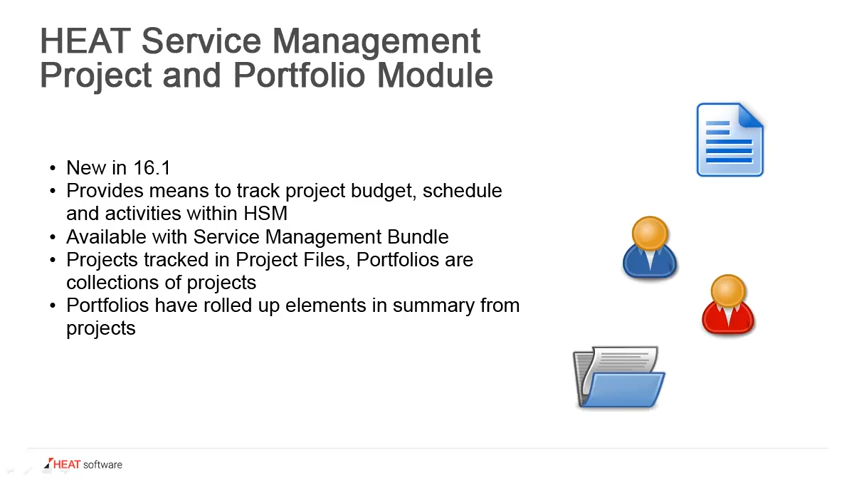 HEAT Service Management
Project and Portfolio Module
• New in 16.1
• Provides means to track project budget, schedule
and activities within HSM
• Available with Service Management Bundle
• Projects tracked in Project Files, Portfolios are
collections of projects
• Portfolios have rolled up elements in summary from
projects
HEAT software